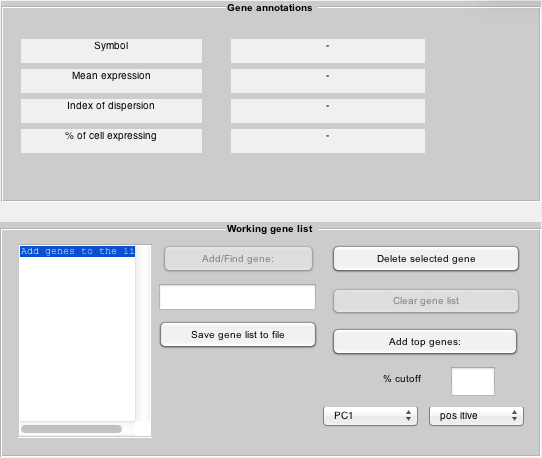 Gene annotations
Symbol
-
Mean expression
-
Index of dispersion
-
% of cell expressing
-
Working gene list
Add genes to the li
Add/Find gene:
Delete selected gene
Clear gene list
Save gene list to file
Add top genes:
% cutoff
PC1
pos itive